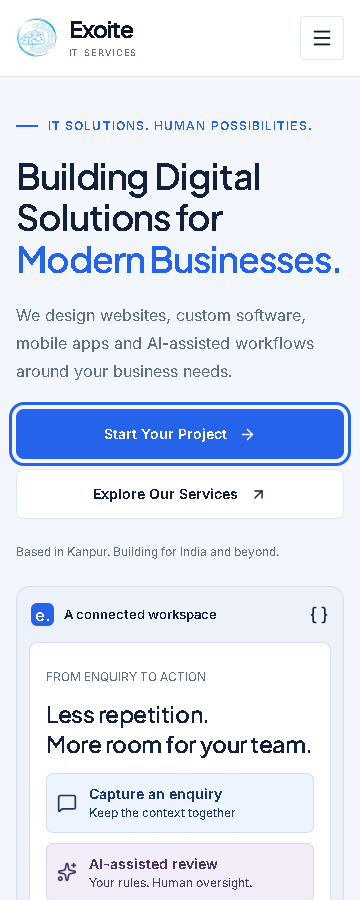 Exoite
IT SERVICES
IT SOLUTIONS. HUMAN POSSIBILITIES.
Building Digital
Solutions for
Modern Businesses.
We design websites, custom software,
mobile apps and AI-assisted workflows
around your business needs.
Start Your Project
Explore Our Services
Based in Kanpur. Building for India and beyond.
e. A connected workspace {}
FROM ENQUIRY TO ACTION
Less repetition.
More room for your team.
Capture an enquiry
Keep the context together
AI-assisted review
Your rules. Human oversight.